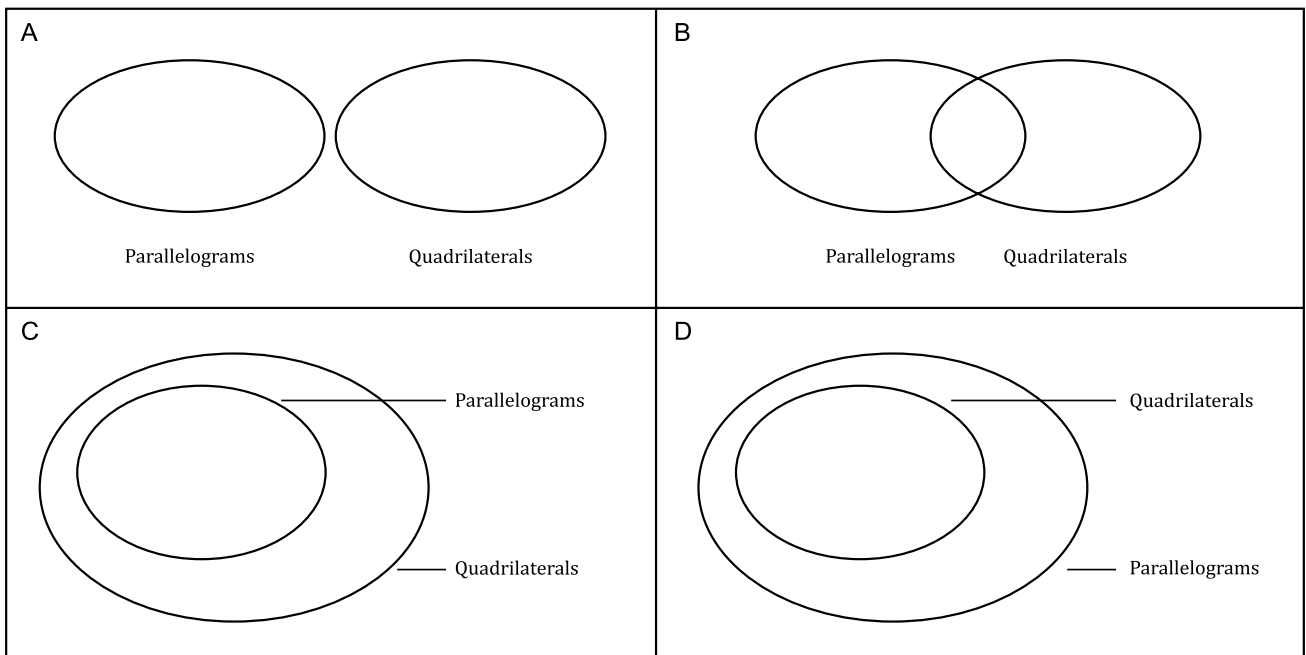 A
Parallelograms
Quadrilaterals
B
Parallelograms
Quadrilaterals
C
Parallelograms
Quadrilaterals
D
Quadrilaterals
Parallelograms